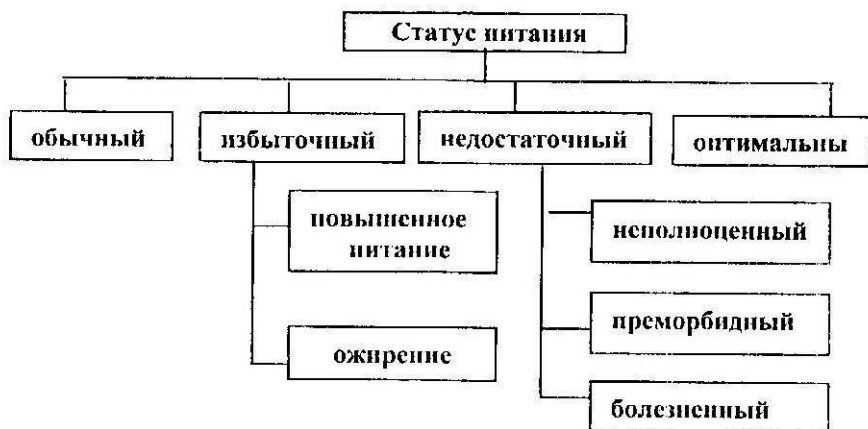 Статус питания
обычный
избыточный
недостаточный
оптимальны
повышенное
питание
ожирение
неполноценный
преморбидный
болезненный